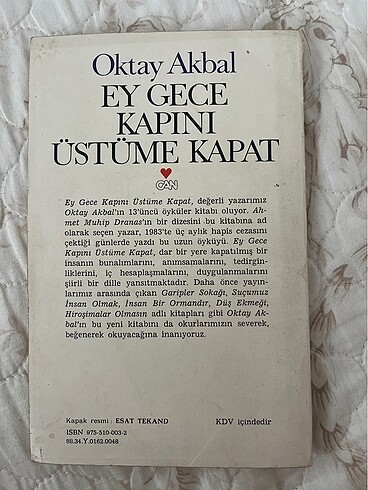 Oktay Akbal
EY GECE
KAPINI
ÜSTÜME KAPAT
CAN
Ey Gece Kapını Üstüme Kapat, değerli yazarımız
Oktay Akbal'ın 13'üncü öyküler kitabı oluyor. Ah-
met Muhip Dranas'ın bir dizesini bu kitabına ad
olarak seçen yazar, 1983'te üç aylık hapis cezasını
çektiği günlerde yazdı bu uzun öyküyü. Ey Gece
Kapını Üstüme Kapat, dar bir yere kapatılmış bir
insanın bunalımlarını, anımsamalarını, tedirgin-
liklerini, iç hesaplaşmalarını, duygulanmalarını
şiirli bir dille yansıtmaktadır. Daha önce yayın-
larımız arasında çıkan Garipler Sokağı, Suçumuz
İnsan Olmak, İnsan Bir Ormandır, Düş Ekmeği,
Hiroşimalar Olmasın adlı kitapları gibi Oktay Ak-
bal'ın bu yeni kitabını da okurlarımızın severek,
beğenerek okuyacağına inanıyoruz.
Kapak resmi: ESAT TEKAND KDV içindedir
ISBN 975-510-003-2
88.34.Y.0162.0048